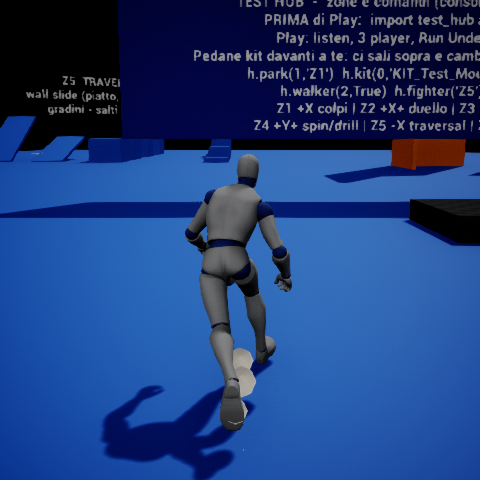 TEST HUB - zone e comandi (conso
PRIMA di Play: import test_hub a
Play: listen, 3 player, Run Unde
Pedane kit davanti a te: ci sali sopra e camb
h.park(1,'Z1') h.kit(0,'KIT_Test_Mo
h.walker(2,True) h.fighter('Z5'
Z1 +X colpi | Z2 +X+ duello | Z3
Z4 +Y+ spin/drill | Z5 -X traversal |
Z5 TRAVE
wall slide (piatto,
gradini - salti